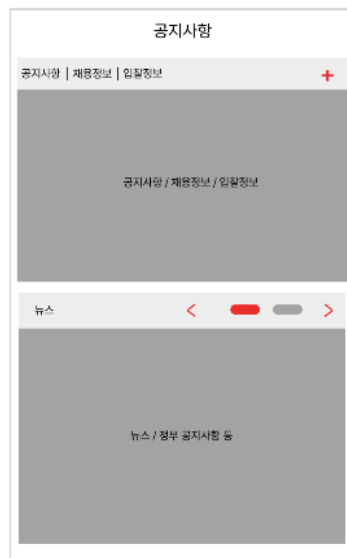 공지사항
공지사항 | 채용정보 | 입찰정보 +
공지사항 / 채용정보 / 입찰정보
뉴스 < >
뉴스 / 정부 공지사항 등